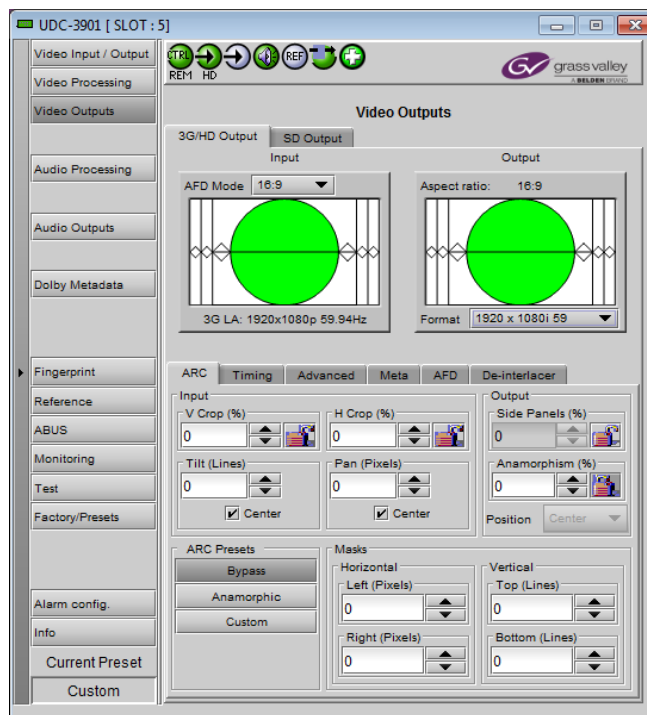 UDC-3901 [ SLOT : 5]
Video Input / Output
Video Processing
Video Outputs
Audio Processing
Audio Outputs
Dolby Metadata
Fingerprint
Reference
ABUS
Monitoring
Test
Factory/Presets
Alarm config.
Info
Current Preset
Custom
CTRL
REF
REM HD
GV
grass valley
A BELDEN BRAND
Video Outputs
3G/HD Output SD Output
Input
AFD Mode 16:9
3G LA: 1920x1080p 59.94Hz
Output
Aspect ratio: 16:9
Format 1920 x 1080i 59
ARC Timing Advanced Meta AFD De-interlacer
Input
V Crop (%)
0
H Crop (%)
0
Tilt (Lines)
0
Center
Pan (Pixels)
0
Center
Output
Side Panels (%)
0
Anamorphism (%)
0
Position Center
ARC Presets
Bypass
Anamorphic
Custom
Masks
Horizontal
Left (Pixels)
0
Right (Pixels)
0
Vertical
Top (Lines)
0
Bottom (Lines)
0